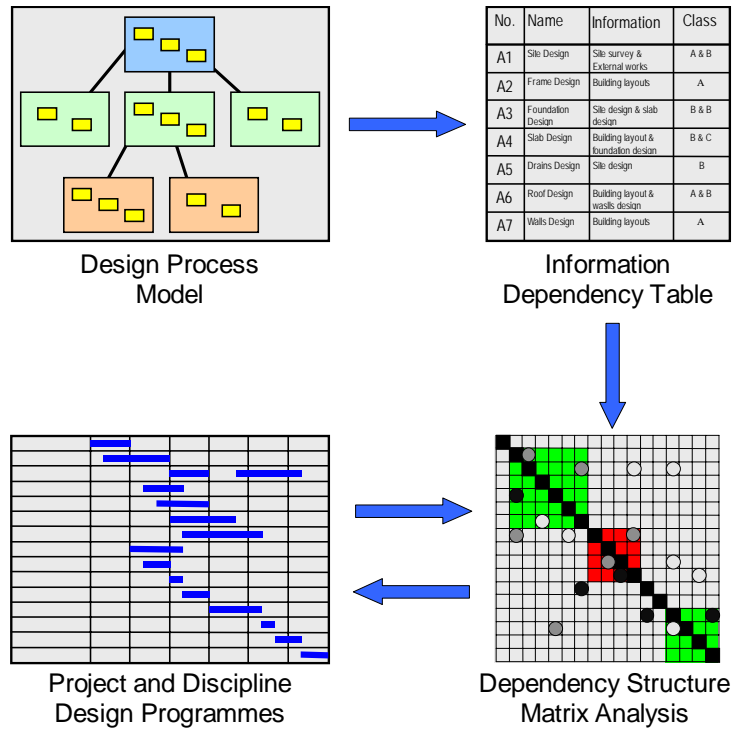 No. Name Information Class
A1 Site Design Site survey & A & B
External works
A2 Frame Design Building layouts A
A3 Foundation Site design & slab B & B
Design design
A4 Slab Design Building layout & B & C
foundation design
A5 Drains Design Site design B
A6 Roof Design Building layout & A & B
waslls design
A7 Walls Design Building layouts A
Design Process
Model
Information
Dependency Table
Project and Discipline
Design Programmes
Dependency Structure
Matrix Analysis